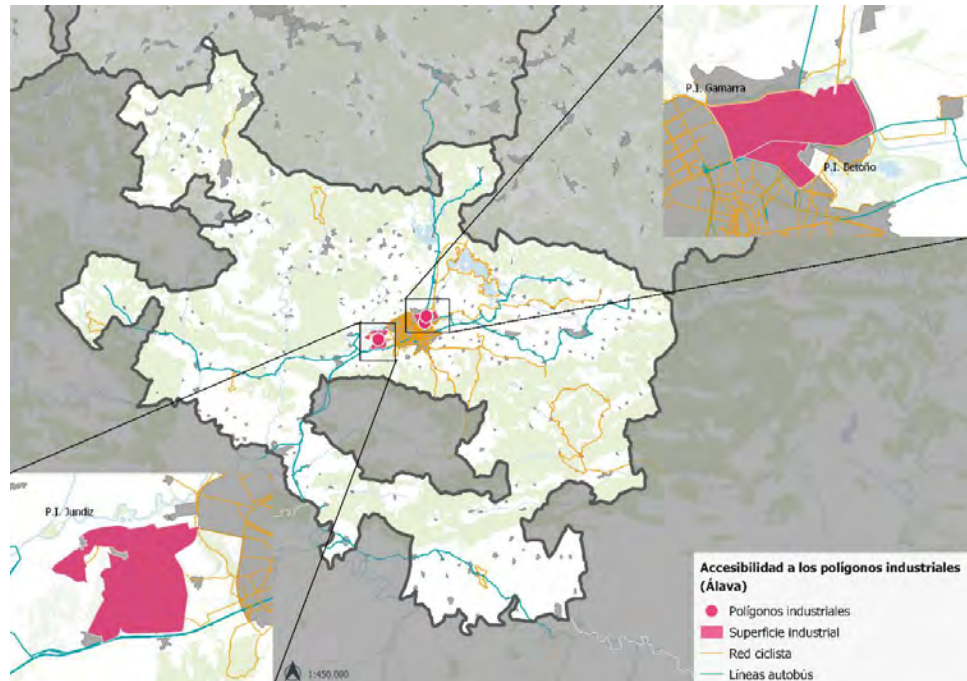 P.I. Gamarra
P.I. Betoño
P.I. Jundiz
1:450.000
Accesibilidad a los polígonos industriales
(Álava)
Polígonos industriales
Superficie industrial
Red ciclista
Líneas autobús